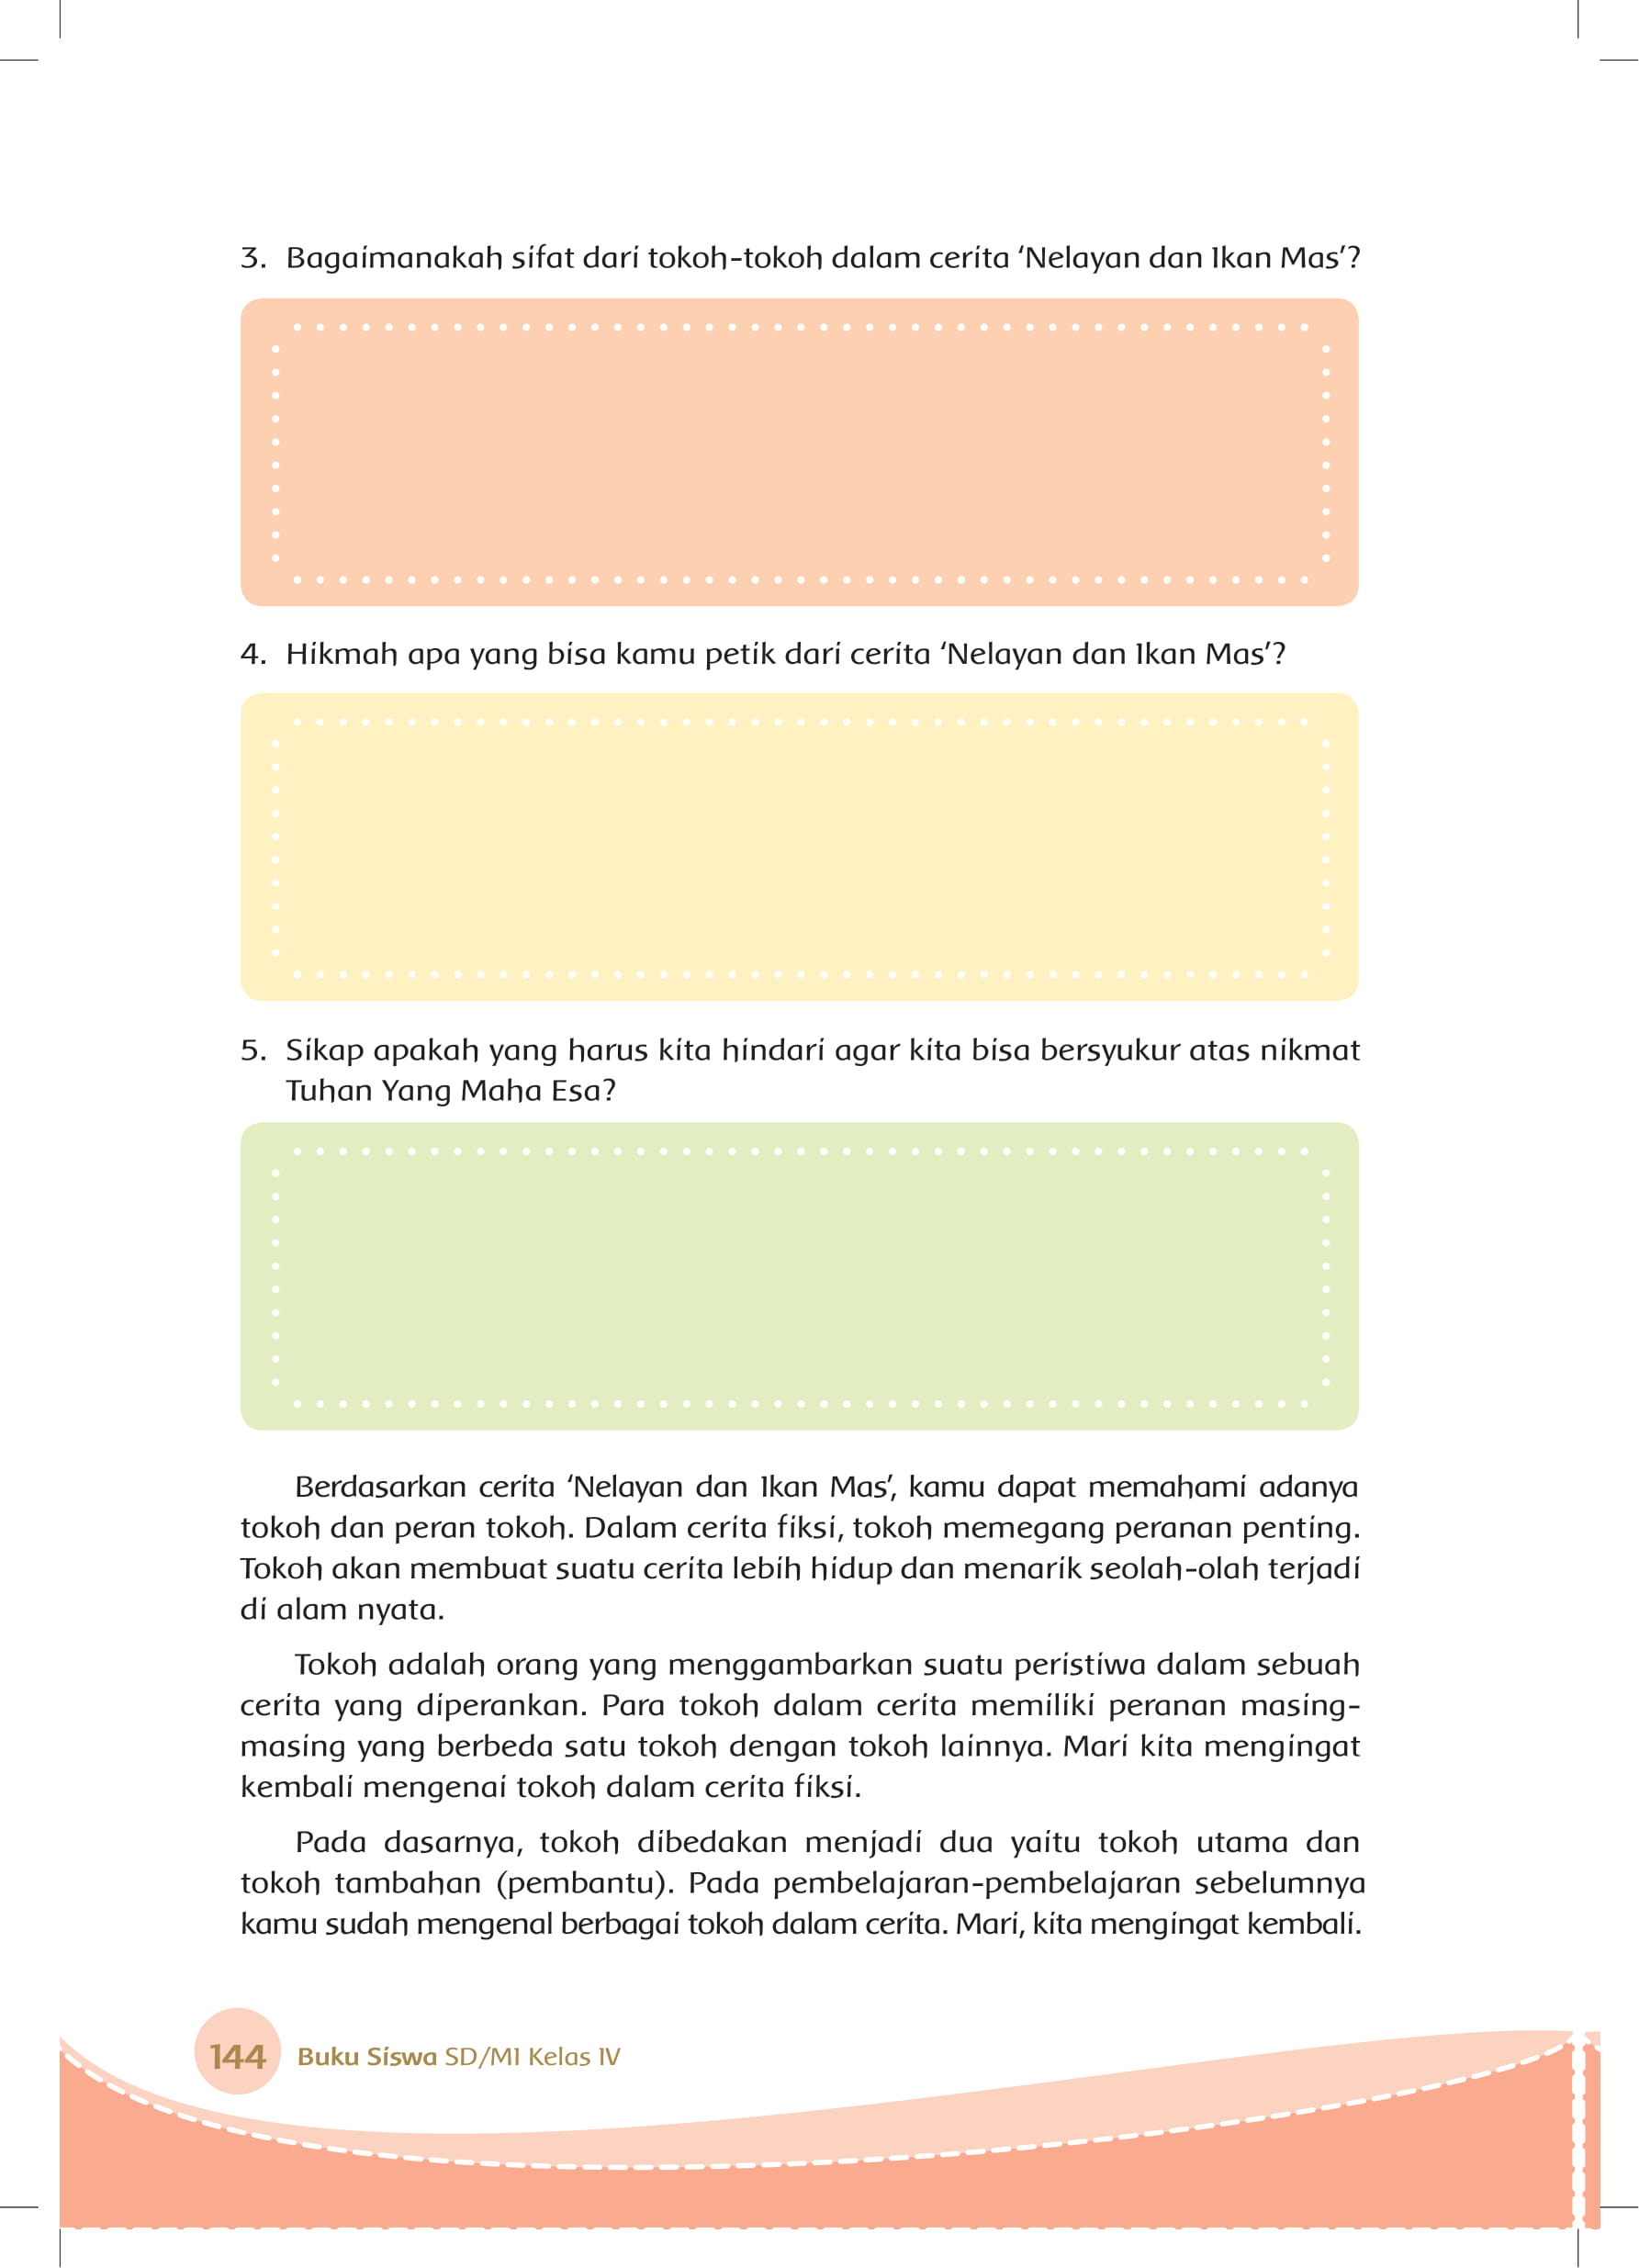 3. Bagaimanakah sifat dari tokoh-tokoh dalam cerita ‘Nelayan dan Ikan Mas’?
4. Hikmah apa yang bisa kamu petik dari cerita ‘Nelayan dan Ikan Mas’?
5. Sikap apakah yang harus kita hindari agar kita bisa bersyukur atas nikmat
Tuhan Yang Maha Esa?
Berdasarkan cerita ‘Nelayan dan Ikan Mas’, kamu dapat memahami adanya
tokoh dan peran tokoh. Dalam cerita fiksi, tokoh memegang peranan penting.
Tokoh akan membuat suatu cerita lebih hidup dan menarik seolah-olah terjadi
di alam nyata.
Tokoh adalah orang yang menggambarkan suatu peristiwa dalam sebuah
cerita yang diperankan. Para tokoh dalam cerita memiliki peranan masing-
masing yang berbeda satu tokoh dengan tokoh lainnya. Mari kita mengingat
kembali mengenai tokoh dalam cerita fiksi.
Pada dasarnya, tokoh dibedakan menjadi dua yaitu tokoh utama dan
tokoh tambahan (pembantu). Pada pembelajaran-pembelajaran sebelumnya
kamu sudah mengenal berbagai tokoh dalam cerita. Mari, kita mengingat kembali.
144 Buku Siswa SD/MI Kelas IV